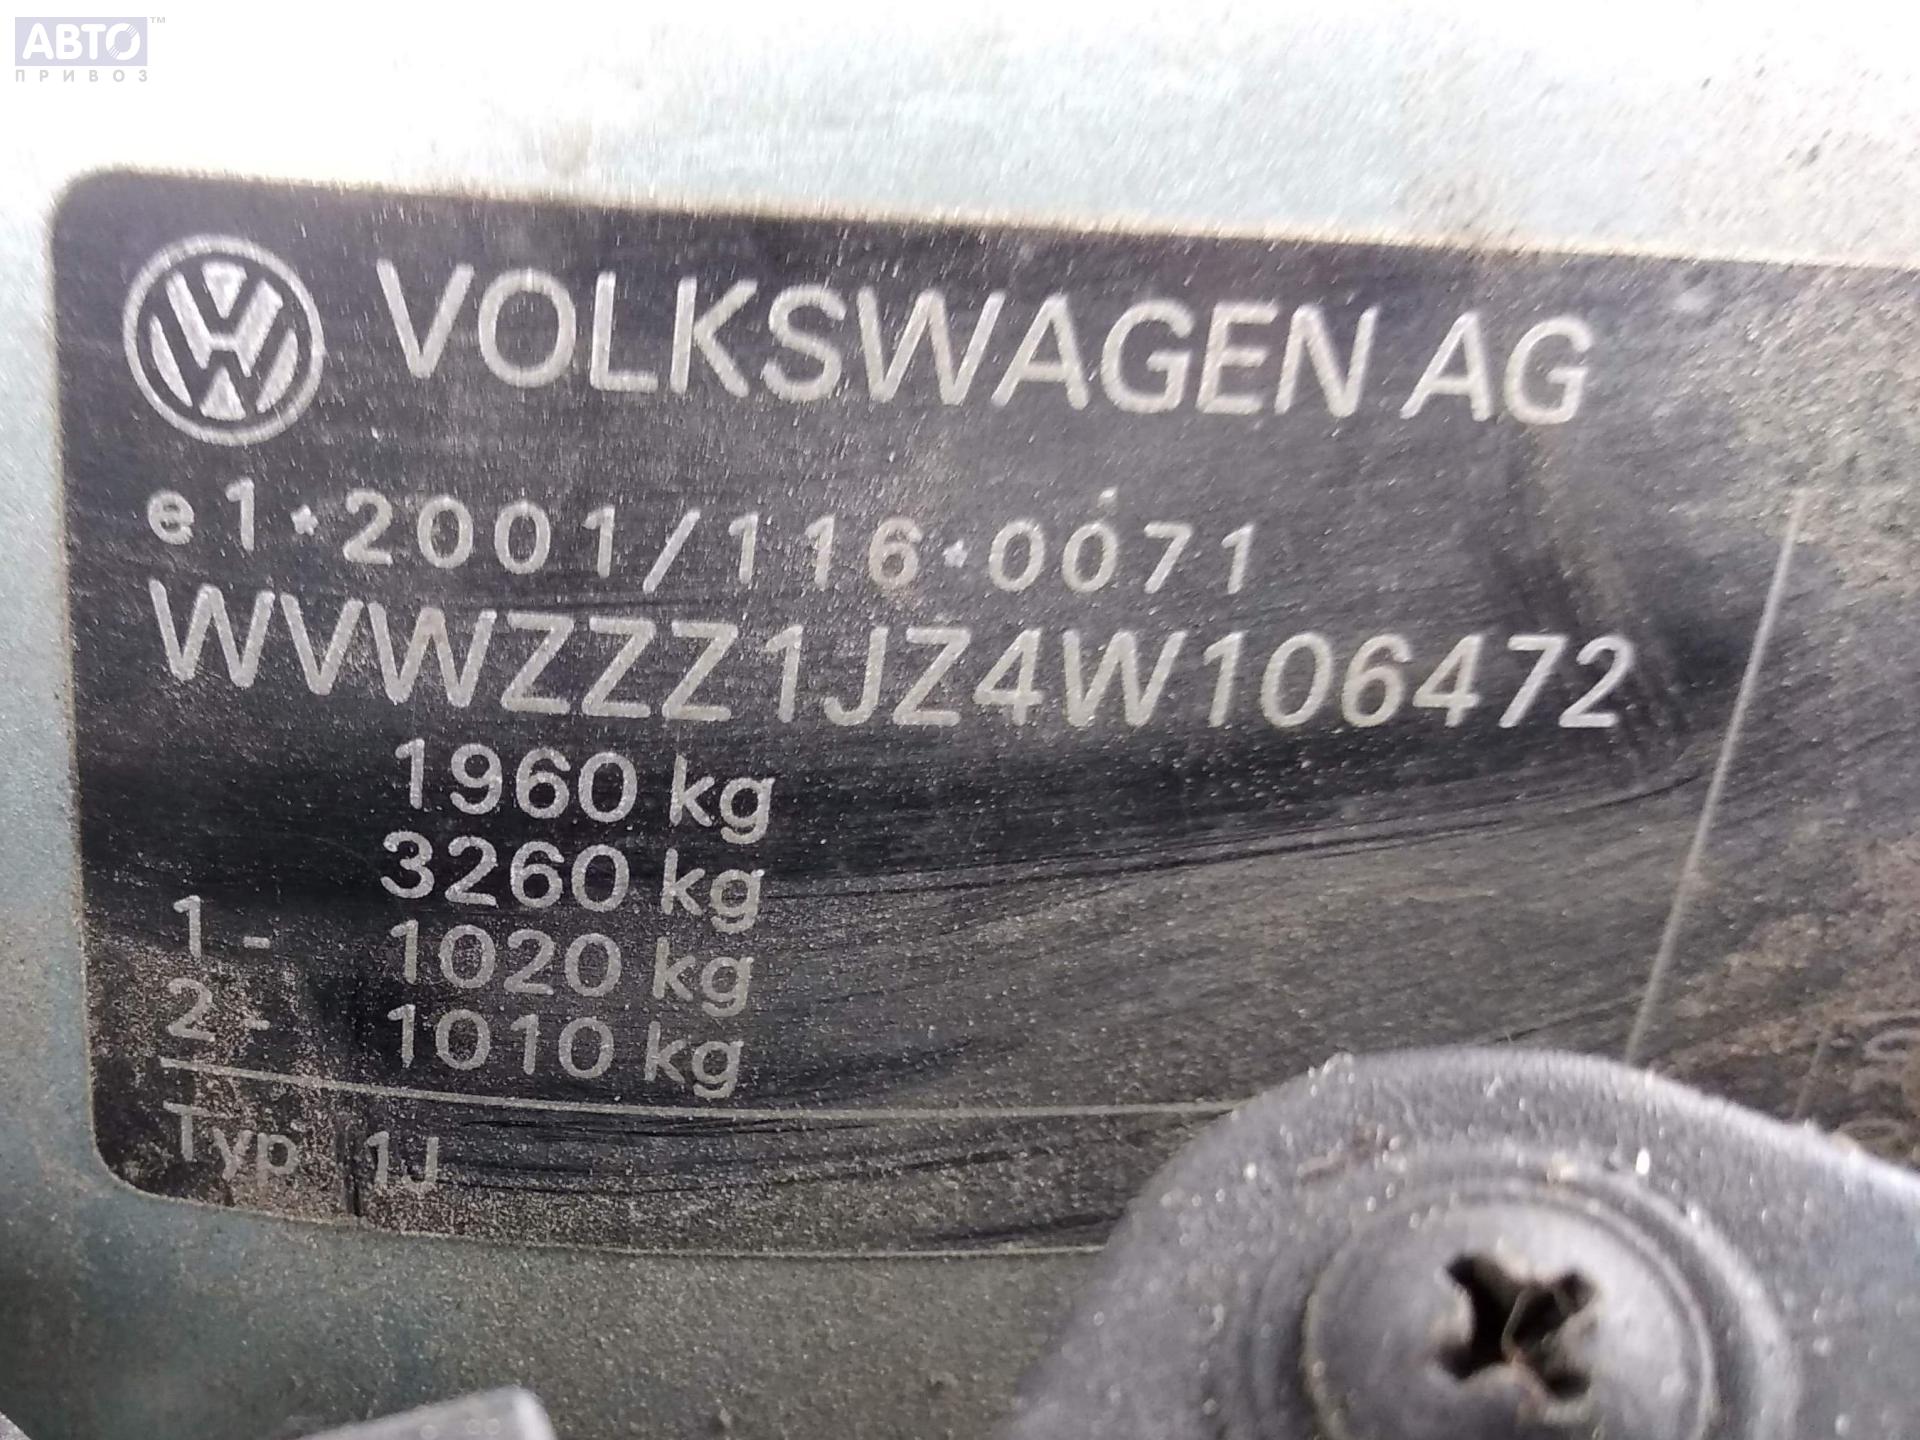 АВТО™
ПРИВОЗ
VOLKSWAGEN AG
e1*2001/116*0071
WVWZZZ1JZ4W106472
1960 kg
3260 kg
1- 1020 kg
2- 1010 kg
Typ 1J